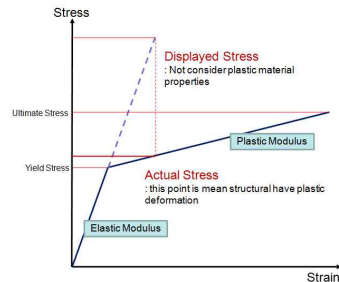 Stress
Displayed Stress
: Not consider plastic material
properties
Ultimate Stress
Plastic Modulus
Yield Stress
Actual Stress
: this point is mean structural have plastic
deformation
Elastic Modulus
Strain